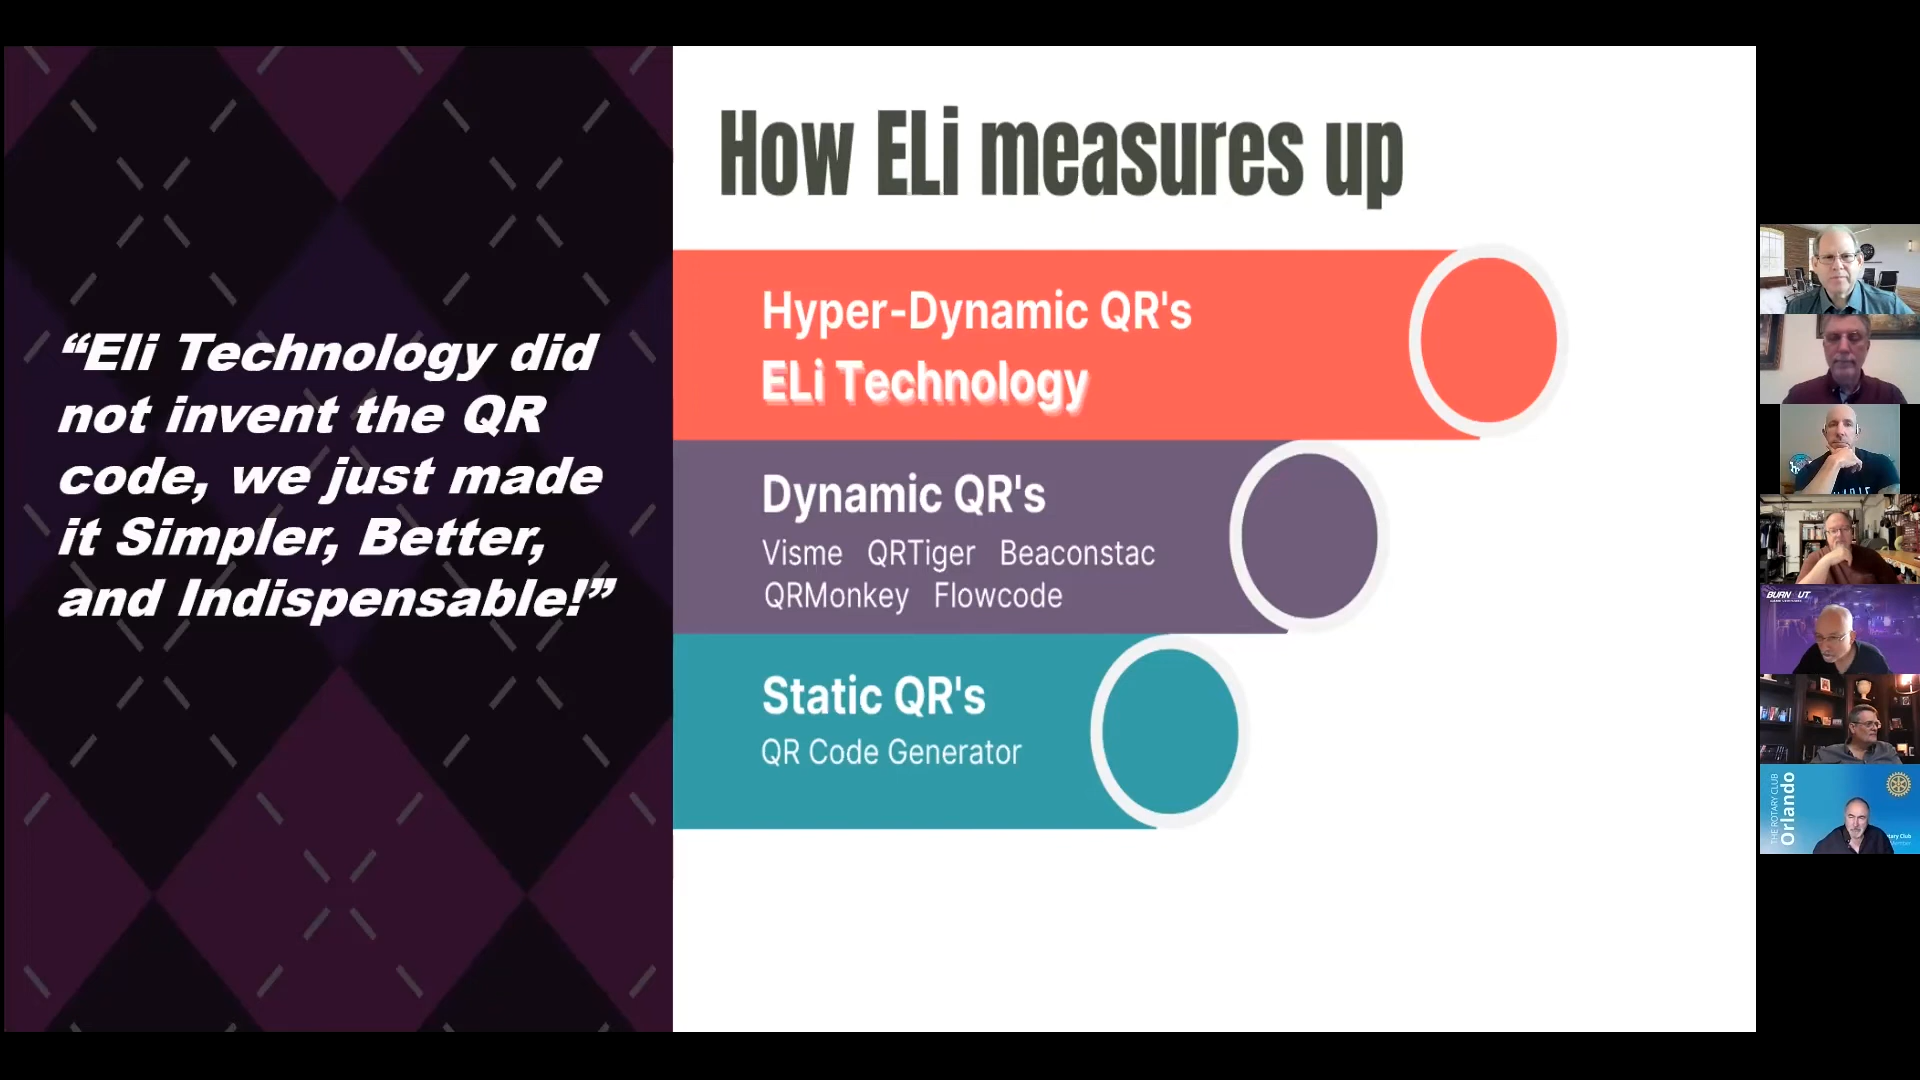 “Eli Technology did
not invent the QR
code, we just made
it Simpler, Better,
and Indispensable!”
How ELi measures up
Hyper-Dynamic QR's
ELi Technology
Dynamic QR's
Visme QRTiger Beaconstac
QRMonkey Flowcode
Static QR's
QR Code Generator
THE ROTARY CLUB
Orlando